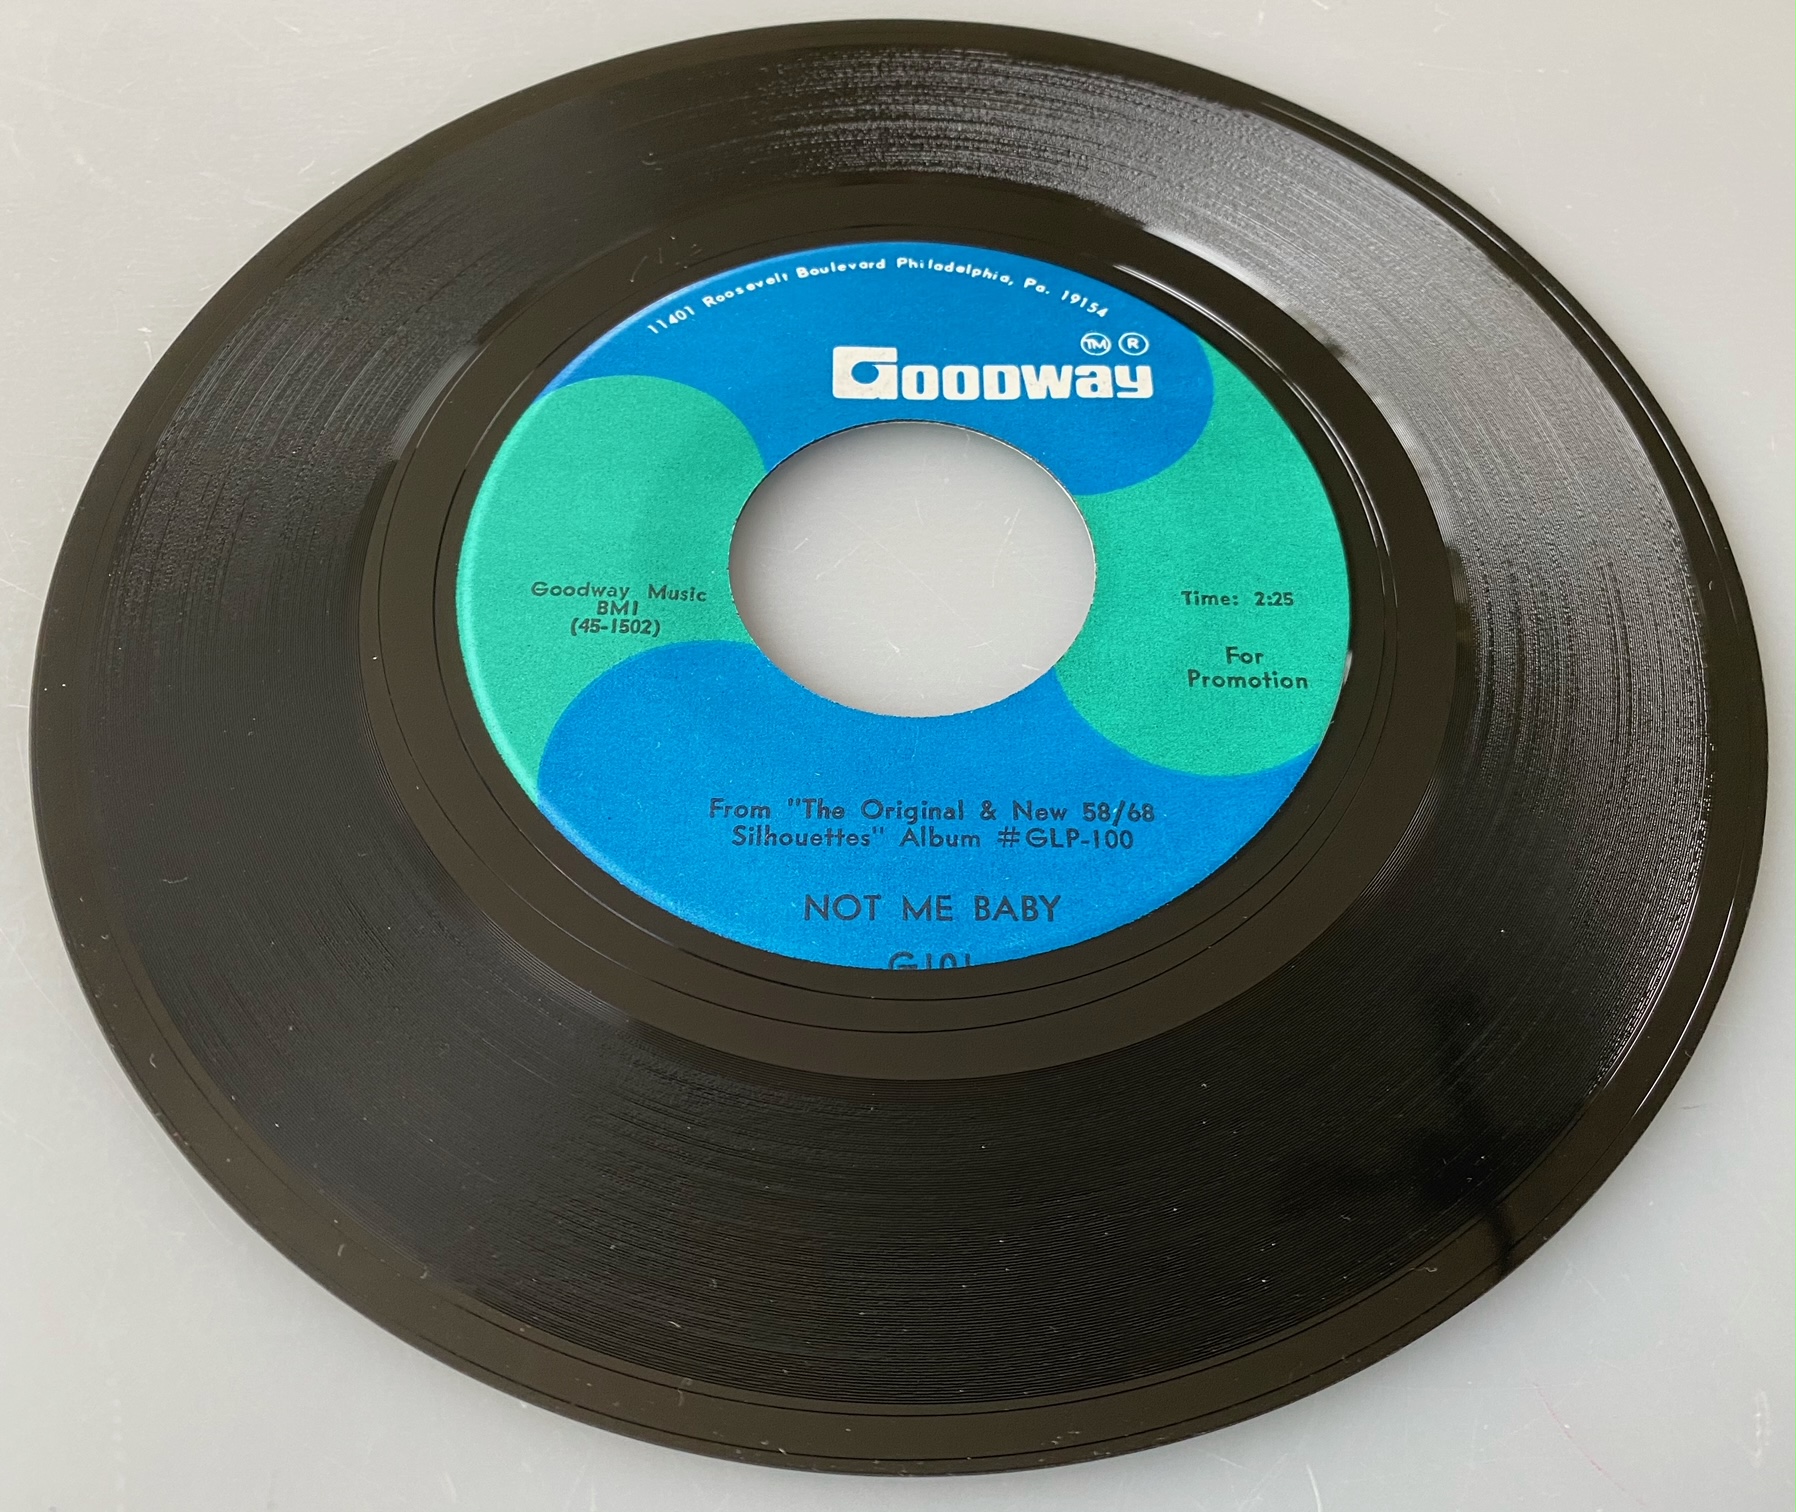 11401 Roosevelt Boulevard Philadelphia, Pa. 19154
TM R
Goodway
Goodway Music
BMI
(45-1502)
Time: 2:25
For
Promotion
From "The Original & New 58/68
Silhouettes" Album #GLP-100
NOT ME BABY
G101